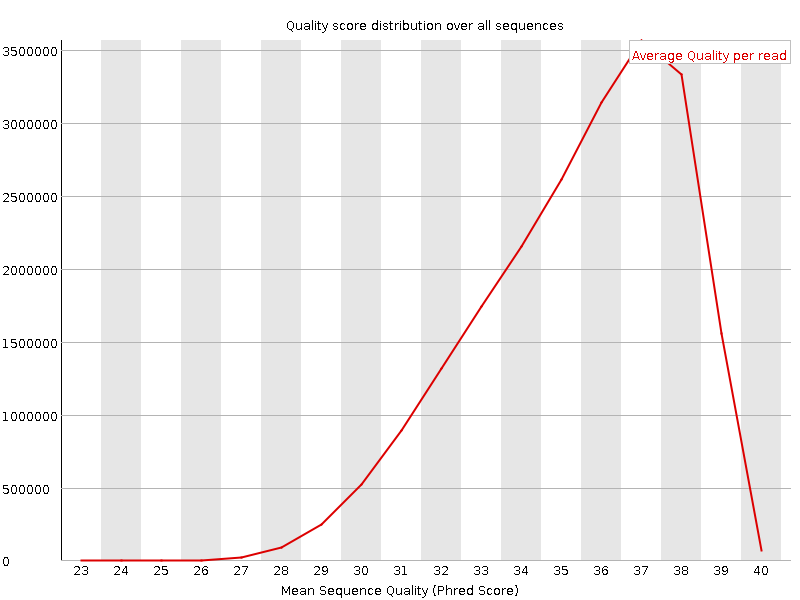 Quality score distribution over all sequences
Average Quality per read
3500000
3000000
2500000
2000000
1500000
1000000
500000
0
23 24 25 26 27 28 29 30 31 32 33 34 35 36 37 38 39 40
Mean Sequence Quality (Phred Score)